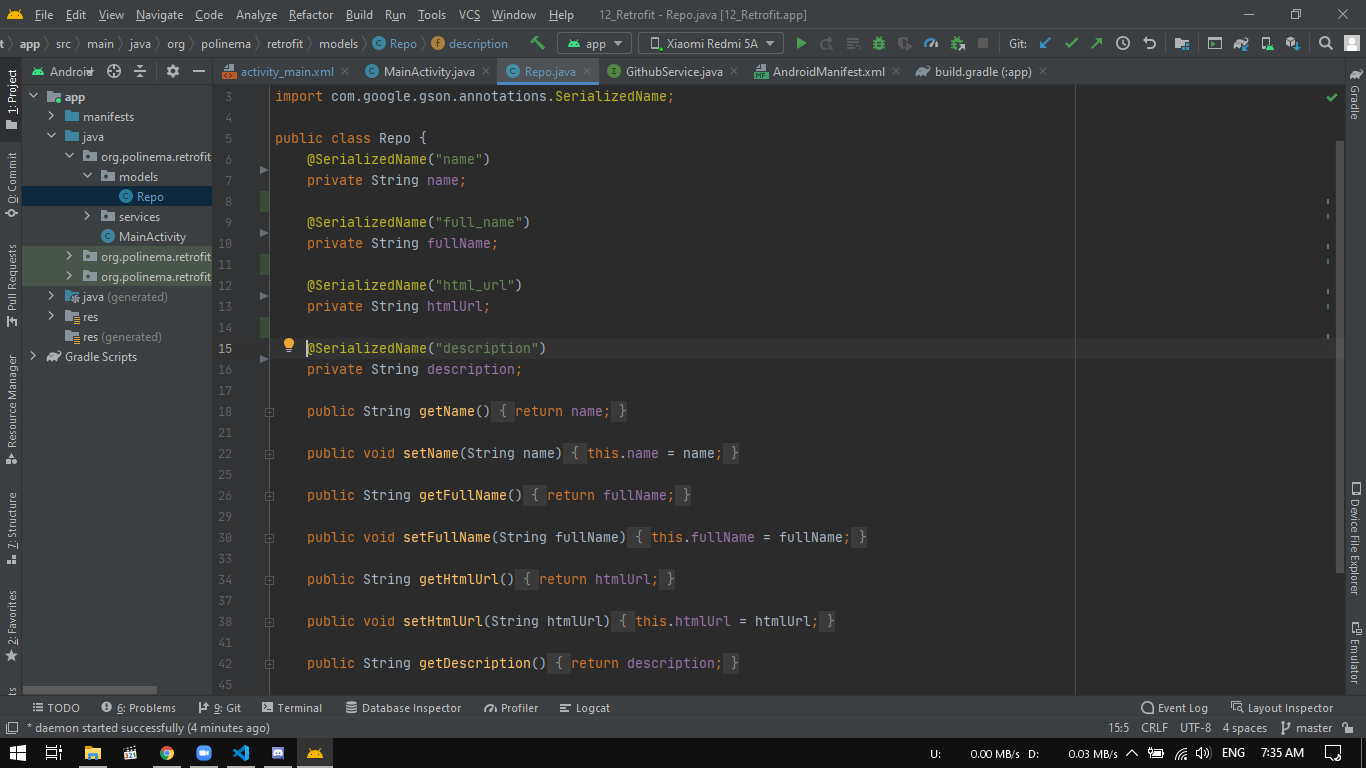 File Edit View Navigate Code Analyze Refactor Build Run Tools VCS Window Help 12_Retrofit - Repo.java [12_Retrofit.app]
t app src main java org polinema retrofit models Repo description app Xiaomi Redmi 5A Git:
Android activity_main.xml MainActivity.java Repo.java GithubService.java AndroidManifest.xml build.gradle (:app)
1: Project
0: Commit
Pull Requests
Resource Manager
7: Structure
2: Favorites
app
manifests
java
org.polinema.retrofit
models
Repo
services
MainActivity
org.polinema.retrofit
org.polinema.retrofit
java (generated)
res
res (generated)
Gradle Scripts
3 import com.google.gson.annotations.SerializedName;
4
5 public class Repo {
6 @SerializedName("name")
7 private String name;
8
9 @SerializedName("full_name")
10 private String fullName;
11
12 @SerializedName("html_url")
13 private String htmlUrl;
14
15 @SerializedName("description")
16 private String description;
17
18 public String getName() { return name; }
21
22 public void setName(String name) { this.name = name; }
25
26 public String getFullName() { return fullName; }
29
30 public void setFullName(String fullName) { this.fullName = fullName; }
33
34 public String getHtmlUrl() { return htmlUrl; }
37
38 public void setHtmlUrl(String htmlUrl) { this.htmlUrl = htmlUrl; }
41
42 public String getDescription() { return description; }
45
Gradle
Device File Explorer
Emulator
TODO 6: Problems 9: Git Terminal Database Inspector Profiler Logcat Event Log Layout Inspector
* daemon started successfully (4 minutes ago) 15:5 CRLF UTF-8 4 spaces master
U: 0.00 MB/s D: 0.03 MB/s ENG 7:35 AM